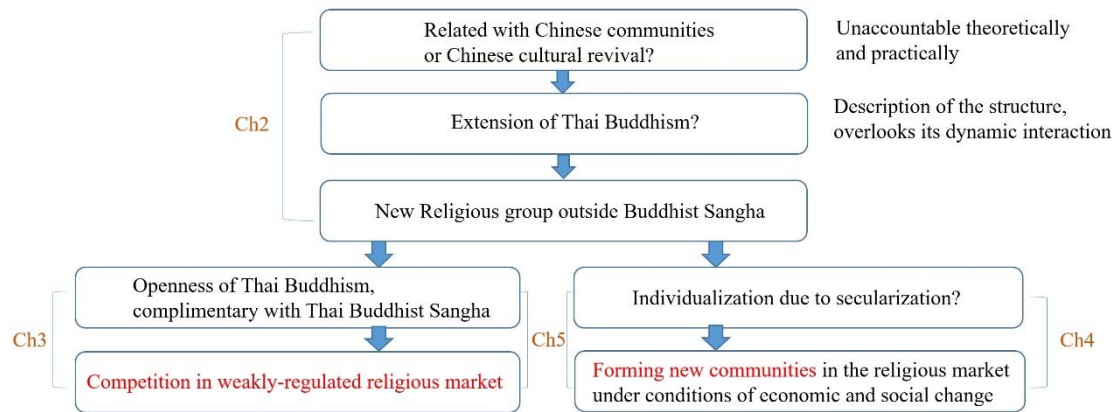 Related with Chinese communities
or Chinese cultural revival?
Unaccountable theoretically
and practically
Ch2
Extension of Thai Buddhism?
Description of the structure,
overlooks its dynamic interaction
New Religious group outside Buddhist Sangha
Ch3
Openness of Thai Buddhism,
complimentary with Thai Buddhist Sangha
Competition in weakly-regulated religious market
Ch5
Individualization due to secularization?
Forming new communities in the religious market
under conditions of economic and social change
Ch4